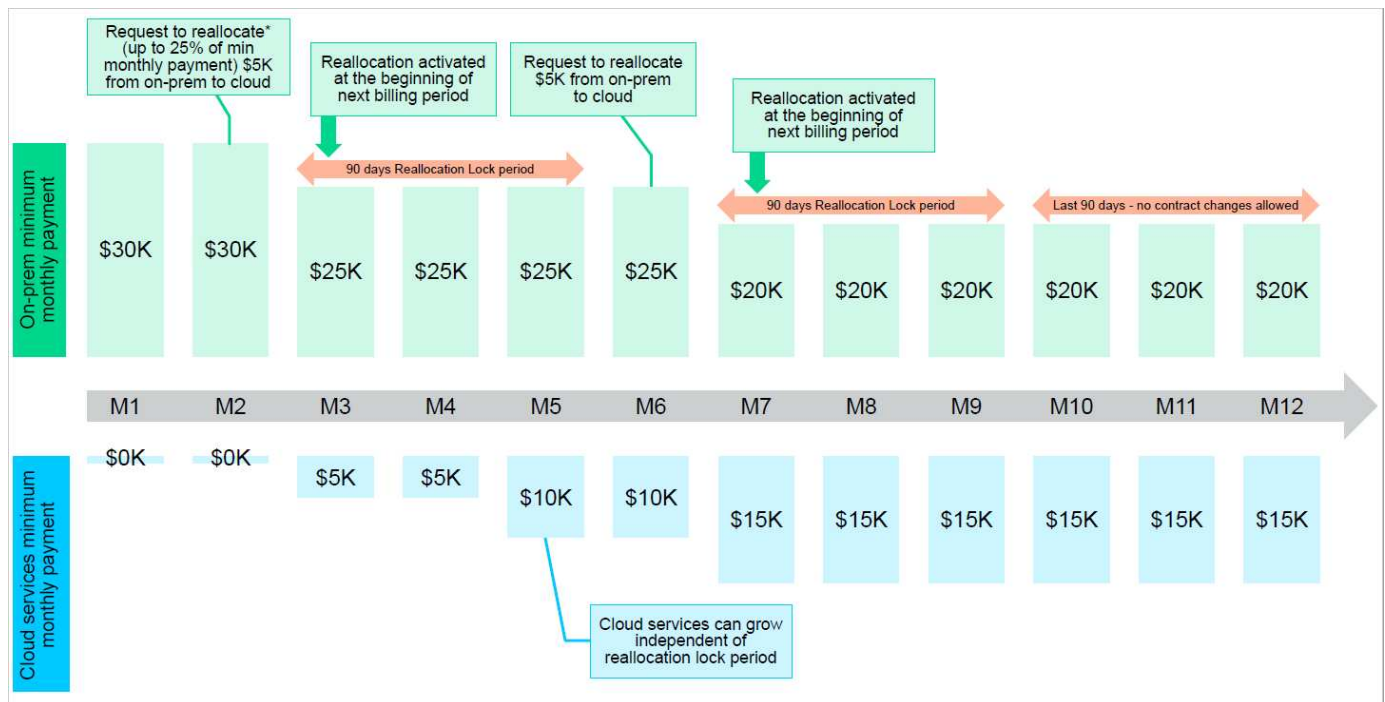 Request to reallocate*
(up to 25% of min
monthly payment) $5K
from on-prem to cloud
Reallocation activated
at the beginning of
next billing period
Request to reallocate
$5K from on-prem
to cloud
Reallocation activated
at the beginning of
next billing period
On-prem minimum
monthly payment
90 days Reallocation Lock period
90 days Reallocation Lock period
Last 90 days - no contract changes allowed
$30K
$30K
$25K
$25K
$25K
$25K
$20K
$20K
$20K
$20K
$20K
$20K
M1
M2
M3
M4
M5
M6
M7
M8
M9
M10
M11
M12
Cloud services minimum
monthly payment
$0K
$0K
$5K
$5K
$10K
$10K
$15K
$15K
$15K
$15K
$15K
$15K
Cloud services can grow
independent of
reallocation lock period